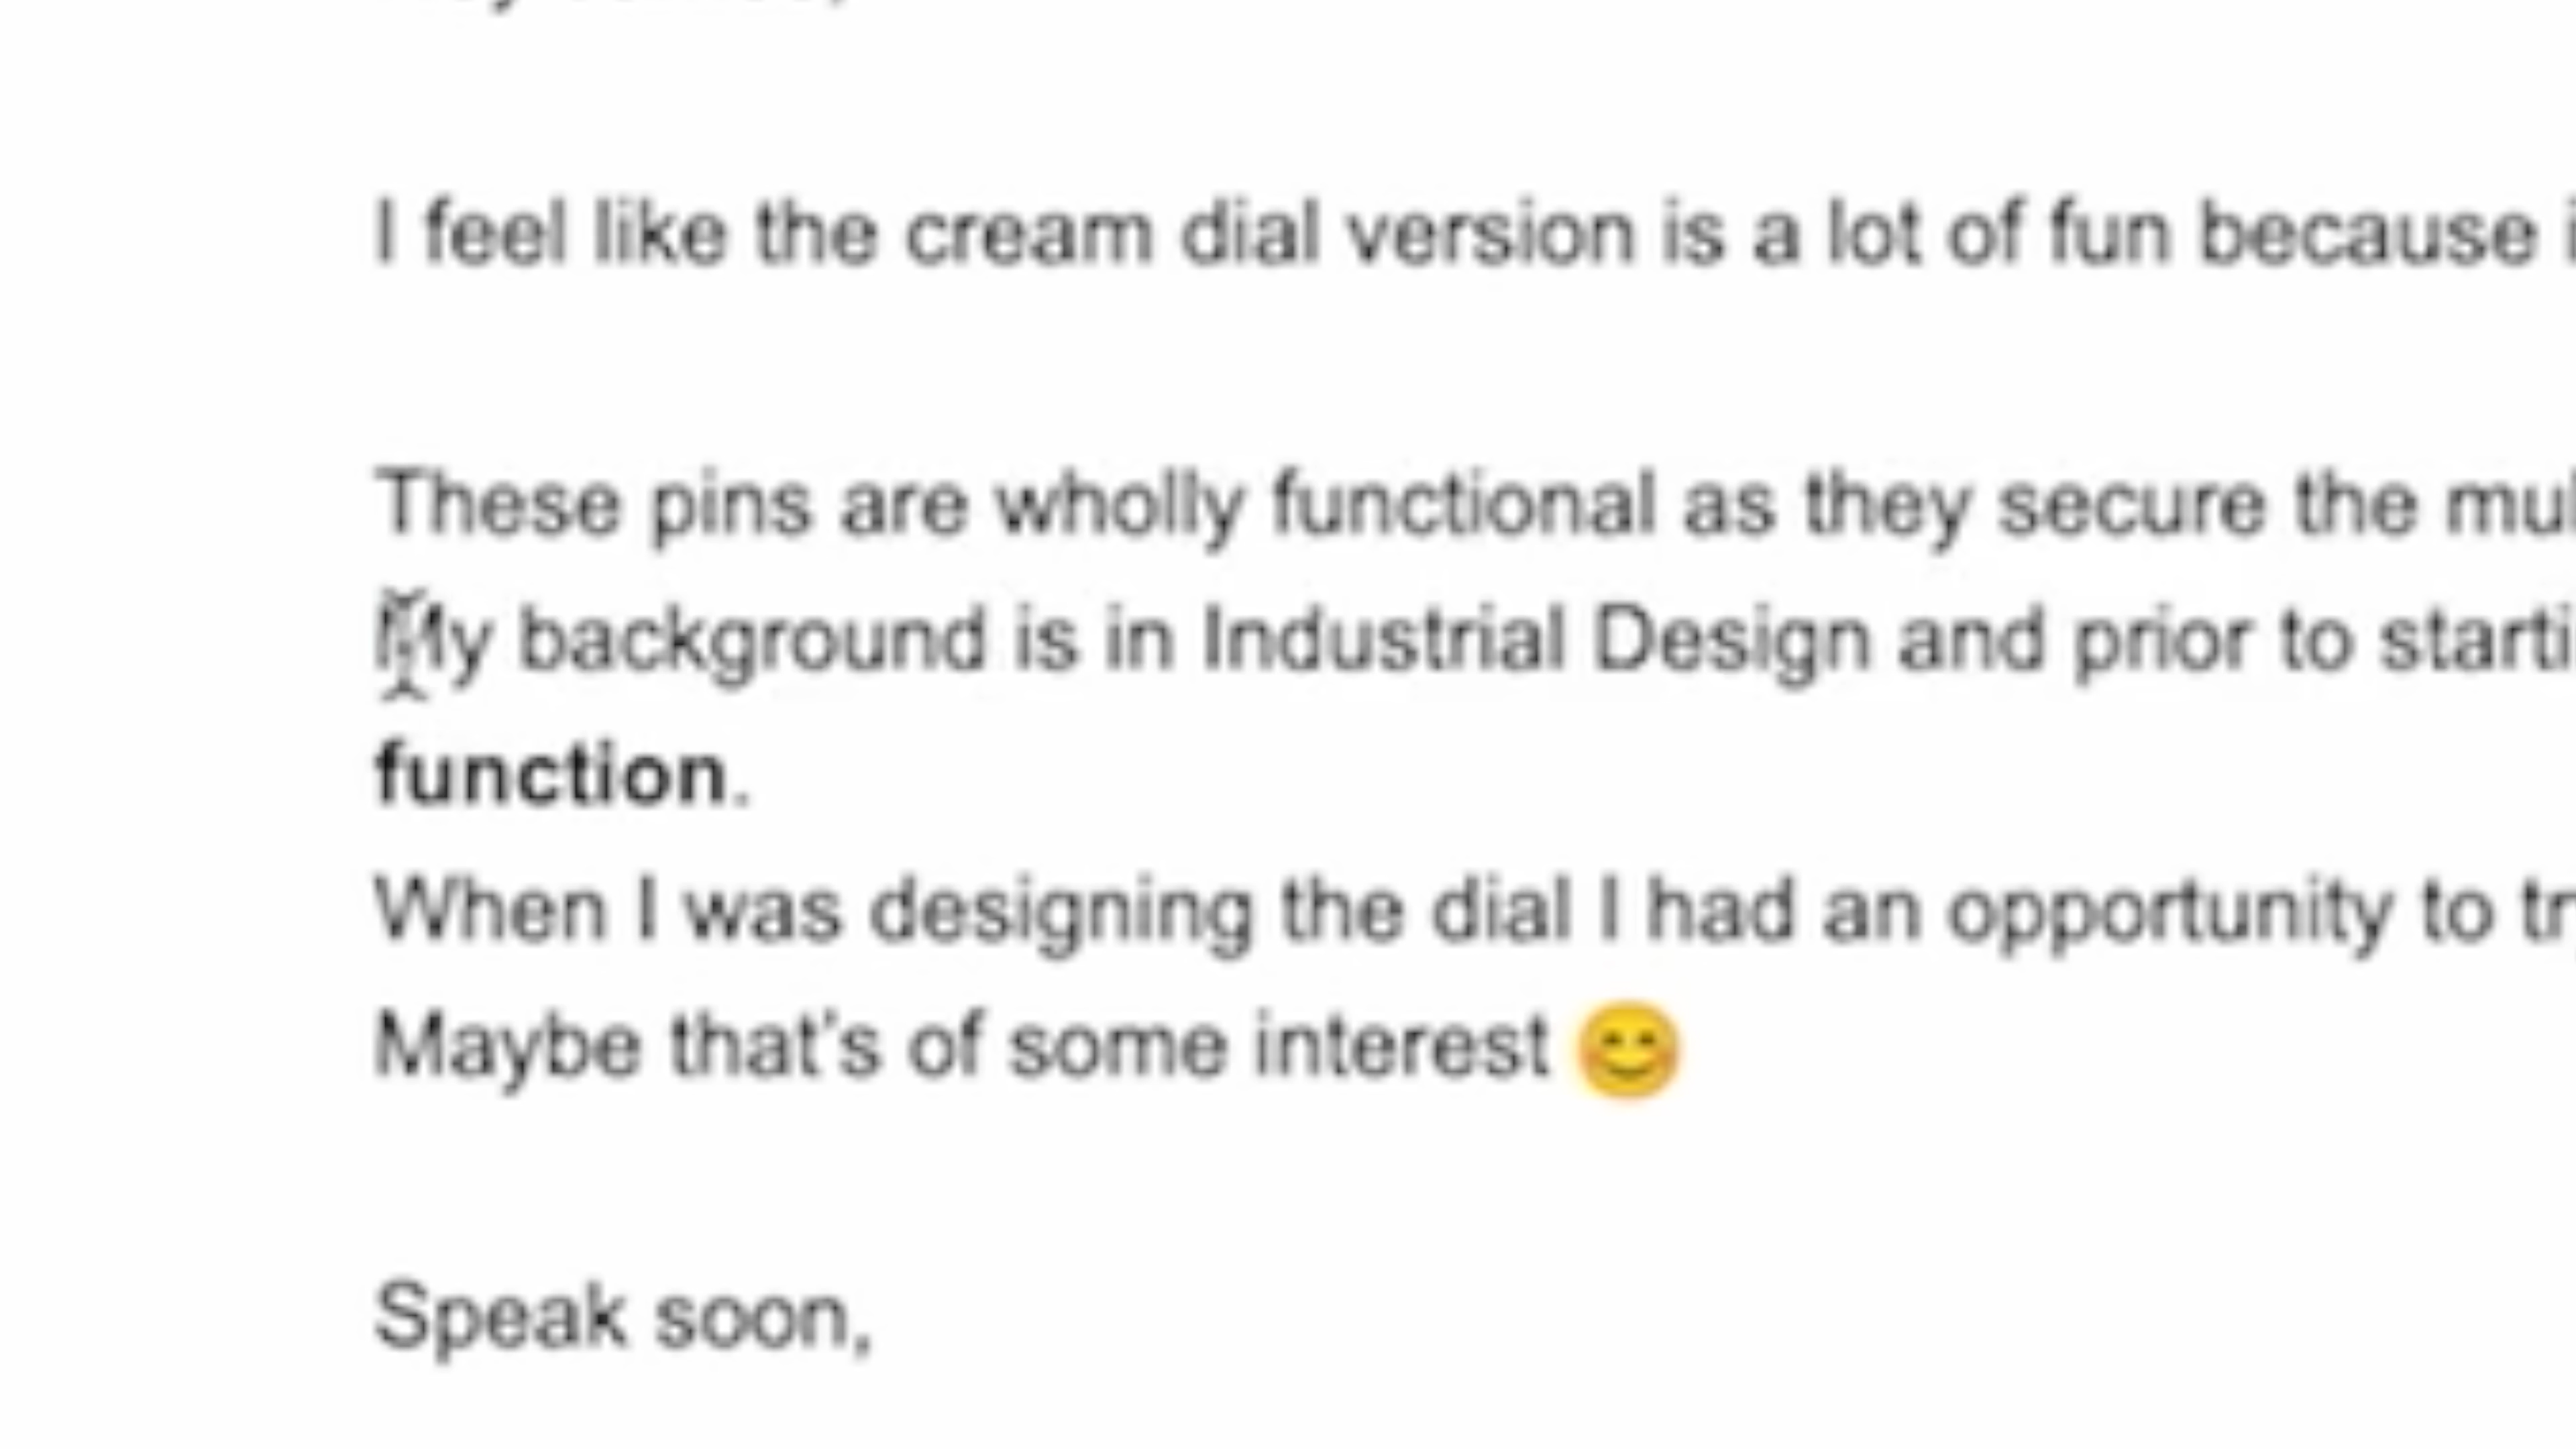 I feel like the cream dial version is a lot of fun because
These pins are wholly functional as they secure the
My background is in Industrial Design and prior to
function.
When I was designing the dial I had an opportunity to
Maybe that's of some interest 😊
Speak soon,